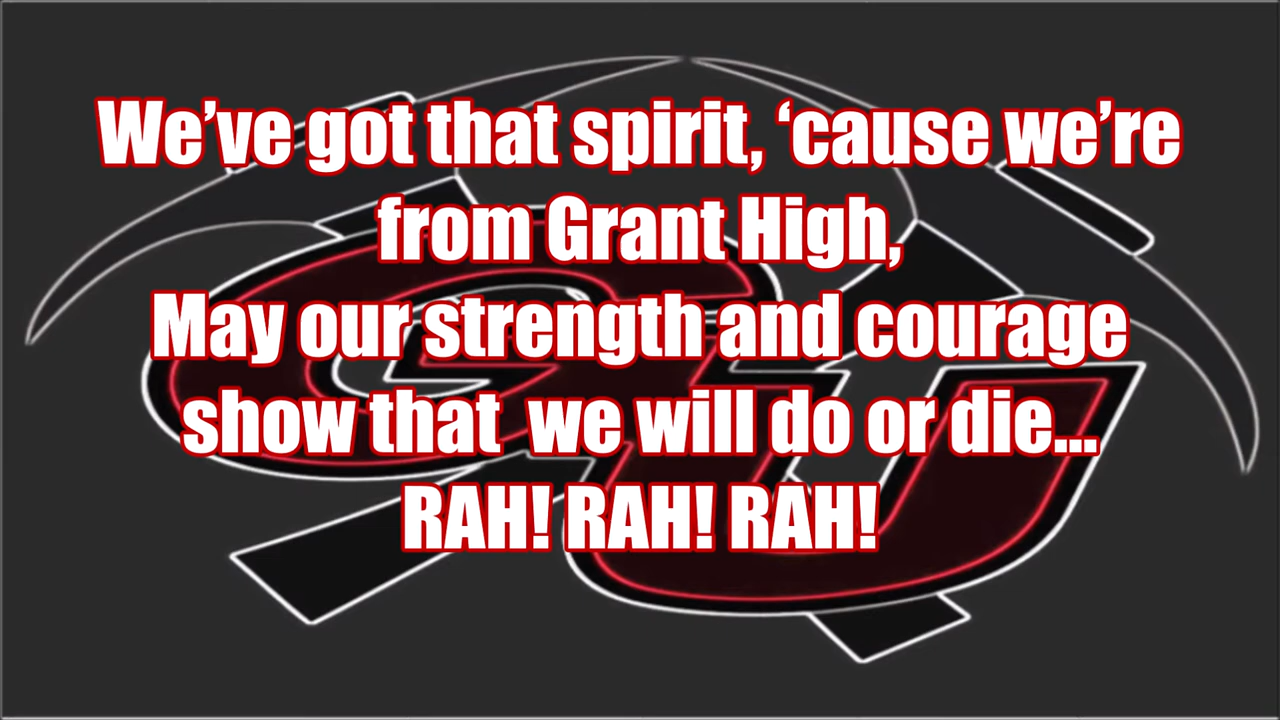 We’ve got that spirit, ‘cause we’re
from Grant High,
May our strength and courage
show that  we will do or die...
RAH! RAH! RAH!
GU